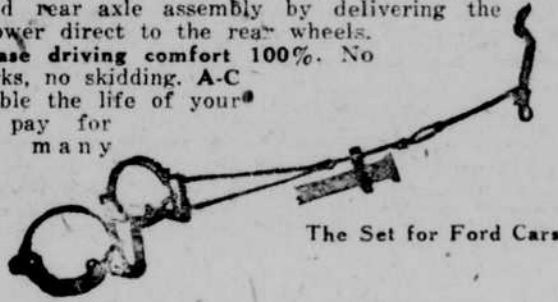 d rear axle assembly by delivering the
ower direct to the rear wheels.
ase driving comfort 100%. No
ks, no skidding. A-C
ble the life of your
pay for
many
The Set for Ford Cars